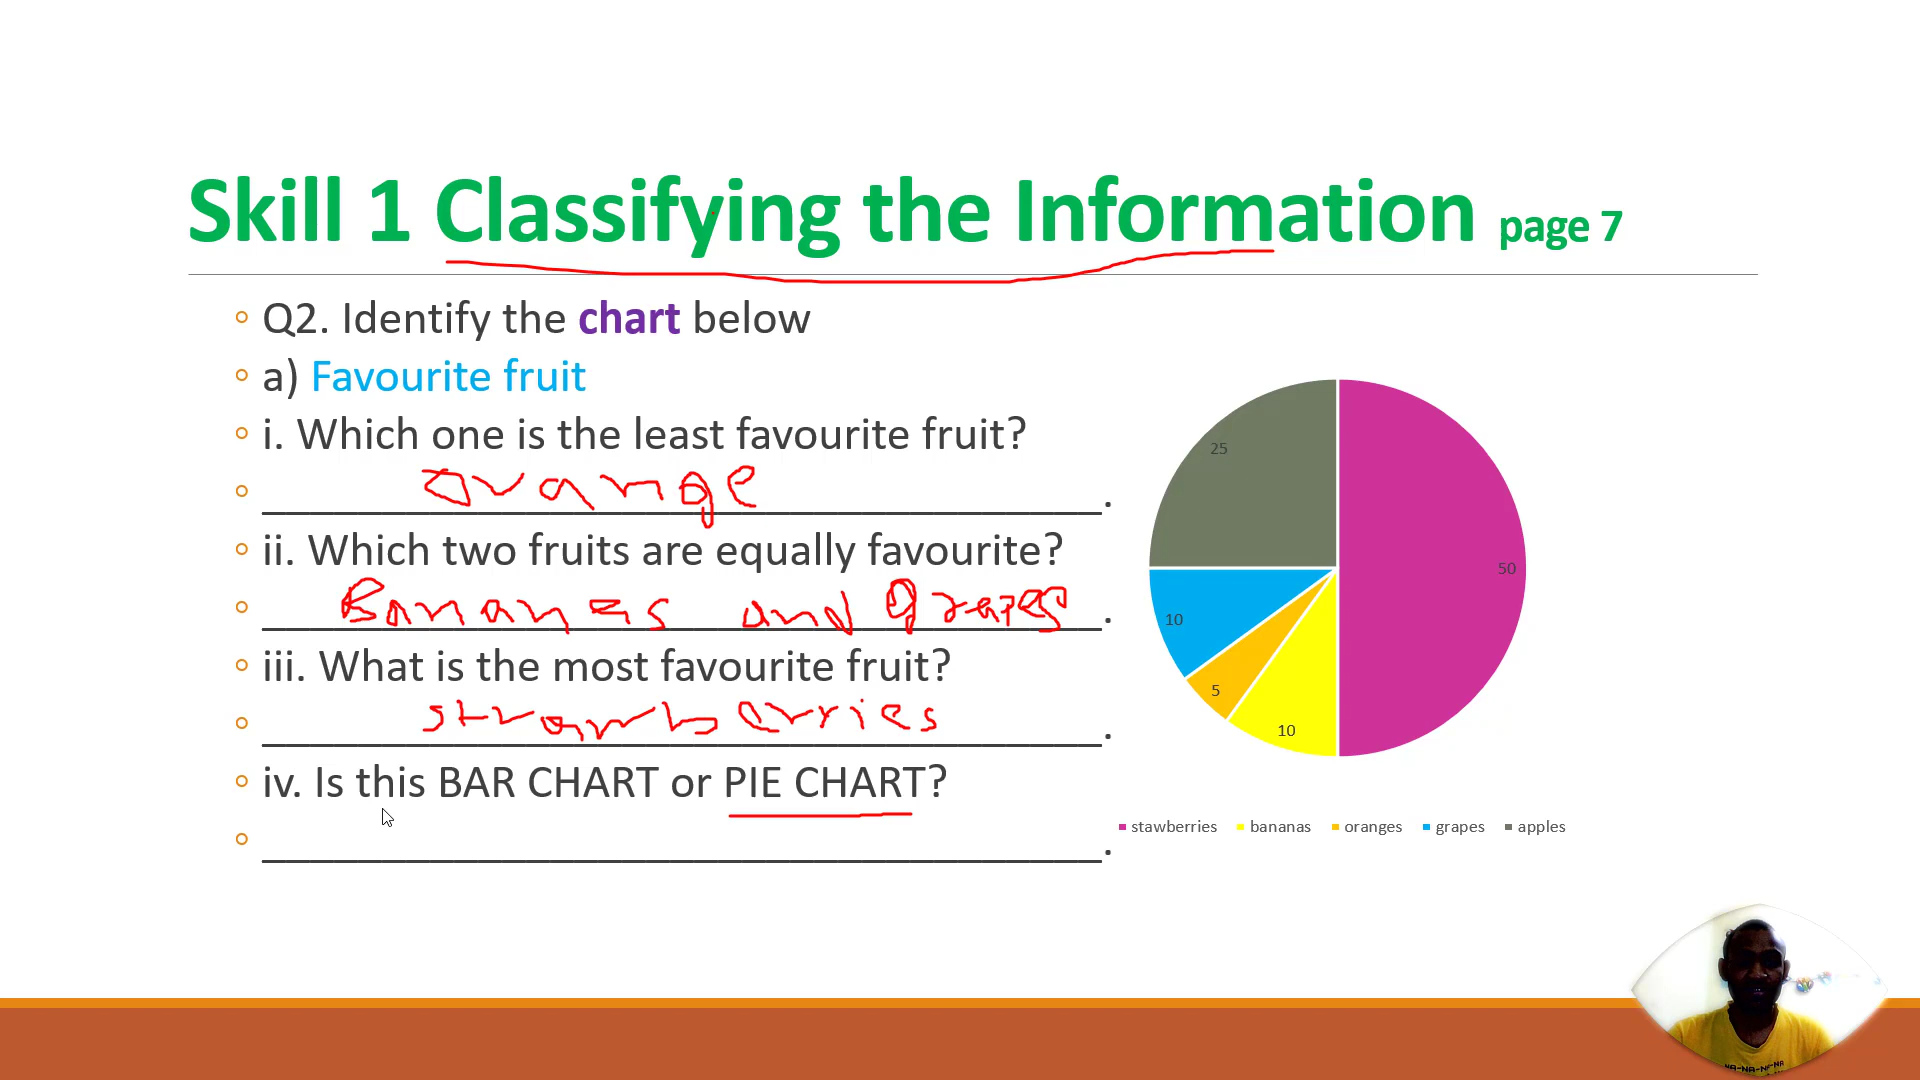 Skill 1 Classifying the Information page 7
Q2. Identify the chart below
a) Favourite fruit
i. Which one is the least favourite fruit?
orange
ii. Which two fruits are equally favourite?
Bananas and grapes
iii. What is the most favourite fruit?
strawberries
iv. Is this BAR CHART or PIE CHART?
25
50
10
5
10
stawberries bananas oranges grapes apples